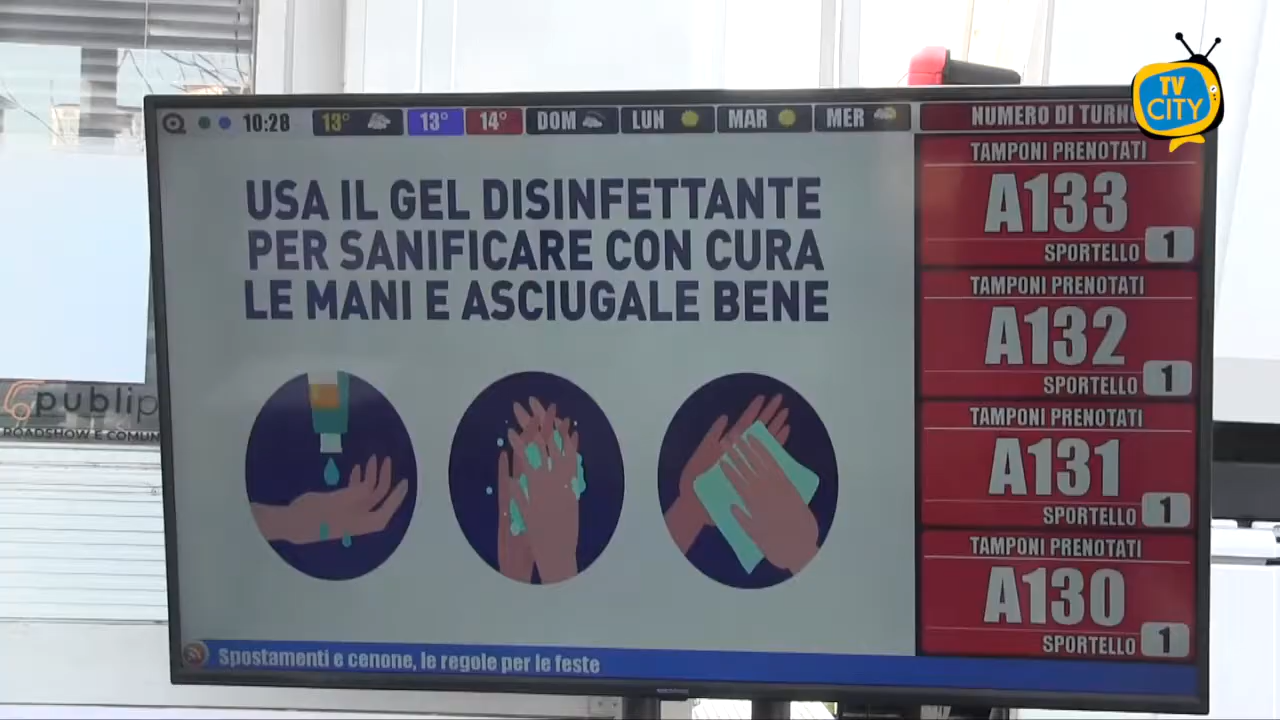 TV
CITY
10:28
13°
13°
14°
DOM
LUN
MAR
MER
USA IL GEL DISINFETTANTE
PER SANIFICARE CON CURA
LE MANI E ASCIUGALE BENE
NUMERO DI TURNO
TAMPONI PRENOTATI
A133
SPORTELLO 1
TAMPONI PRENOTATI
A132
SPORTELLO 1
TAMPONI PRENOTATI
A131
SPORTELLO 1
TAMPONI PRENOTATI
A130
SPORTELLO 1
Spostamenti e cenone, le regole per le feste
publip
ROADSHOW E COMUN